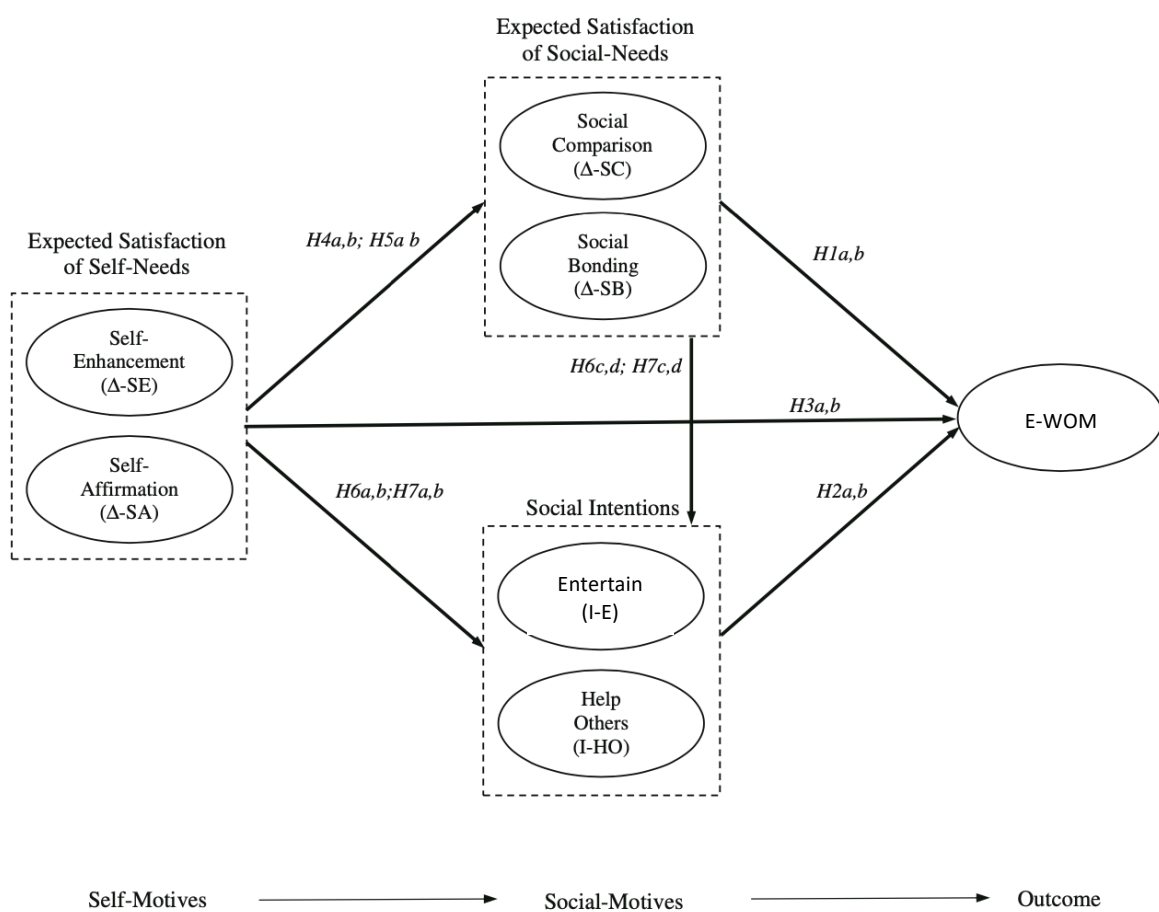 Expected Satisfaction
of Social-Needs
Social
Comparison
(Δ-SC)
Social
Bonding
(Δ-SB)
Expected Satisfaction
of Self-Needs
Self-
Enhancement
(Δ-SE)
Self-
Affirmation
(Δ-SA)
H4a,b; H5a b
H1a,b
H6c,d; H7c,d
H3a,b
E-WOM
H6a,b;H7a,b
H2a,b
Social Intentions
Entertain
(I-E)
Help
Others
(I-HO)
Self-Motives
Social-Motives
Outcome